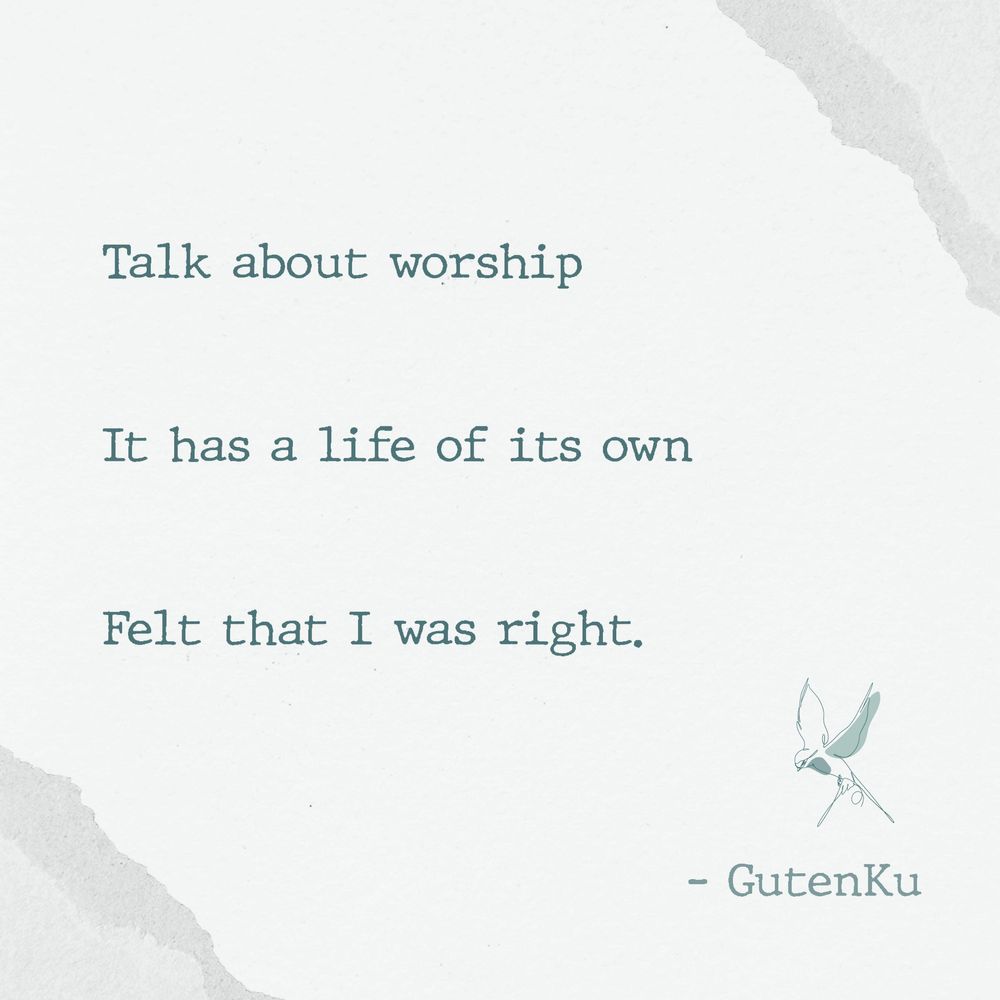 Talk about worship
It has a life of its own
Felt that I was right.
- GutenKu